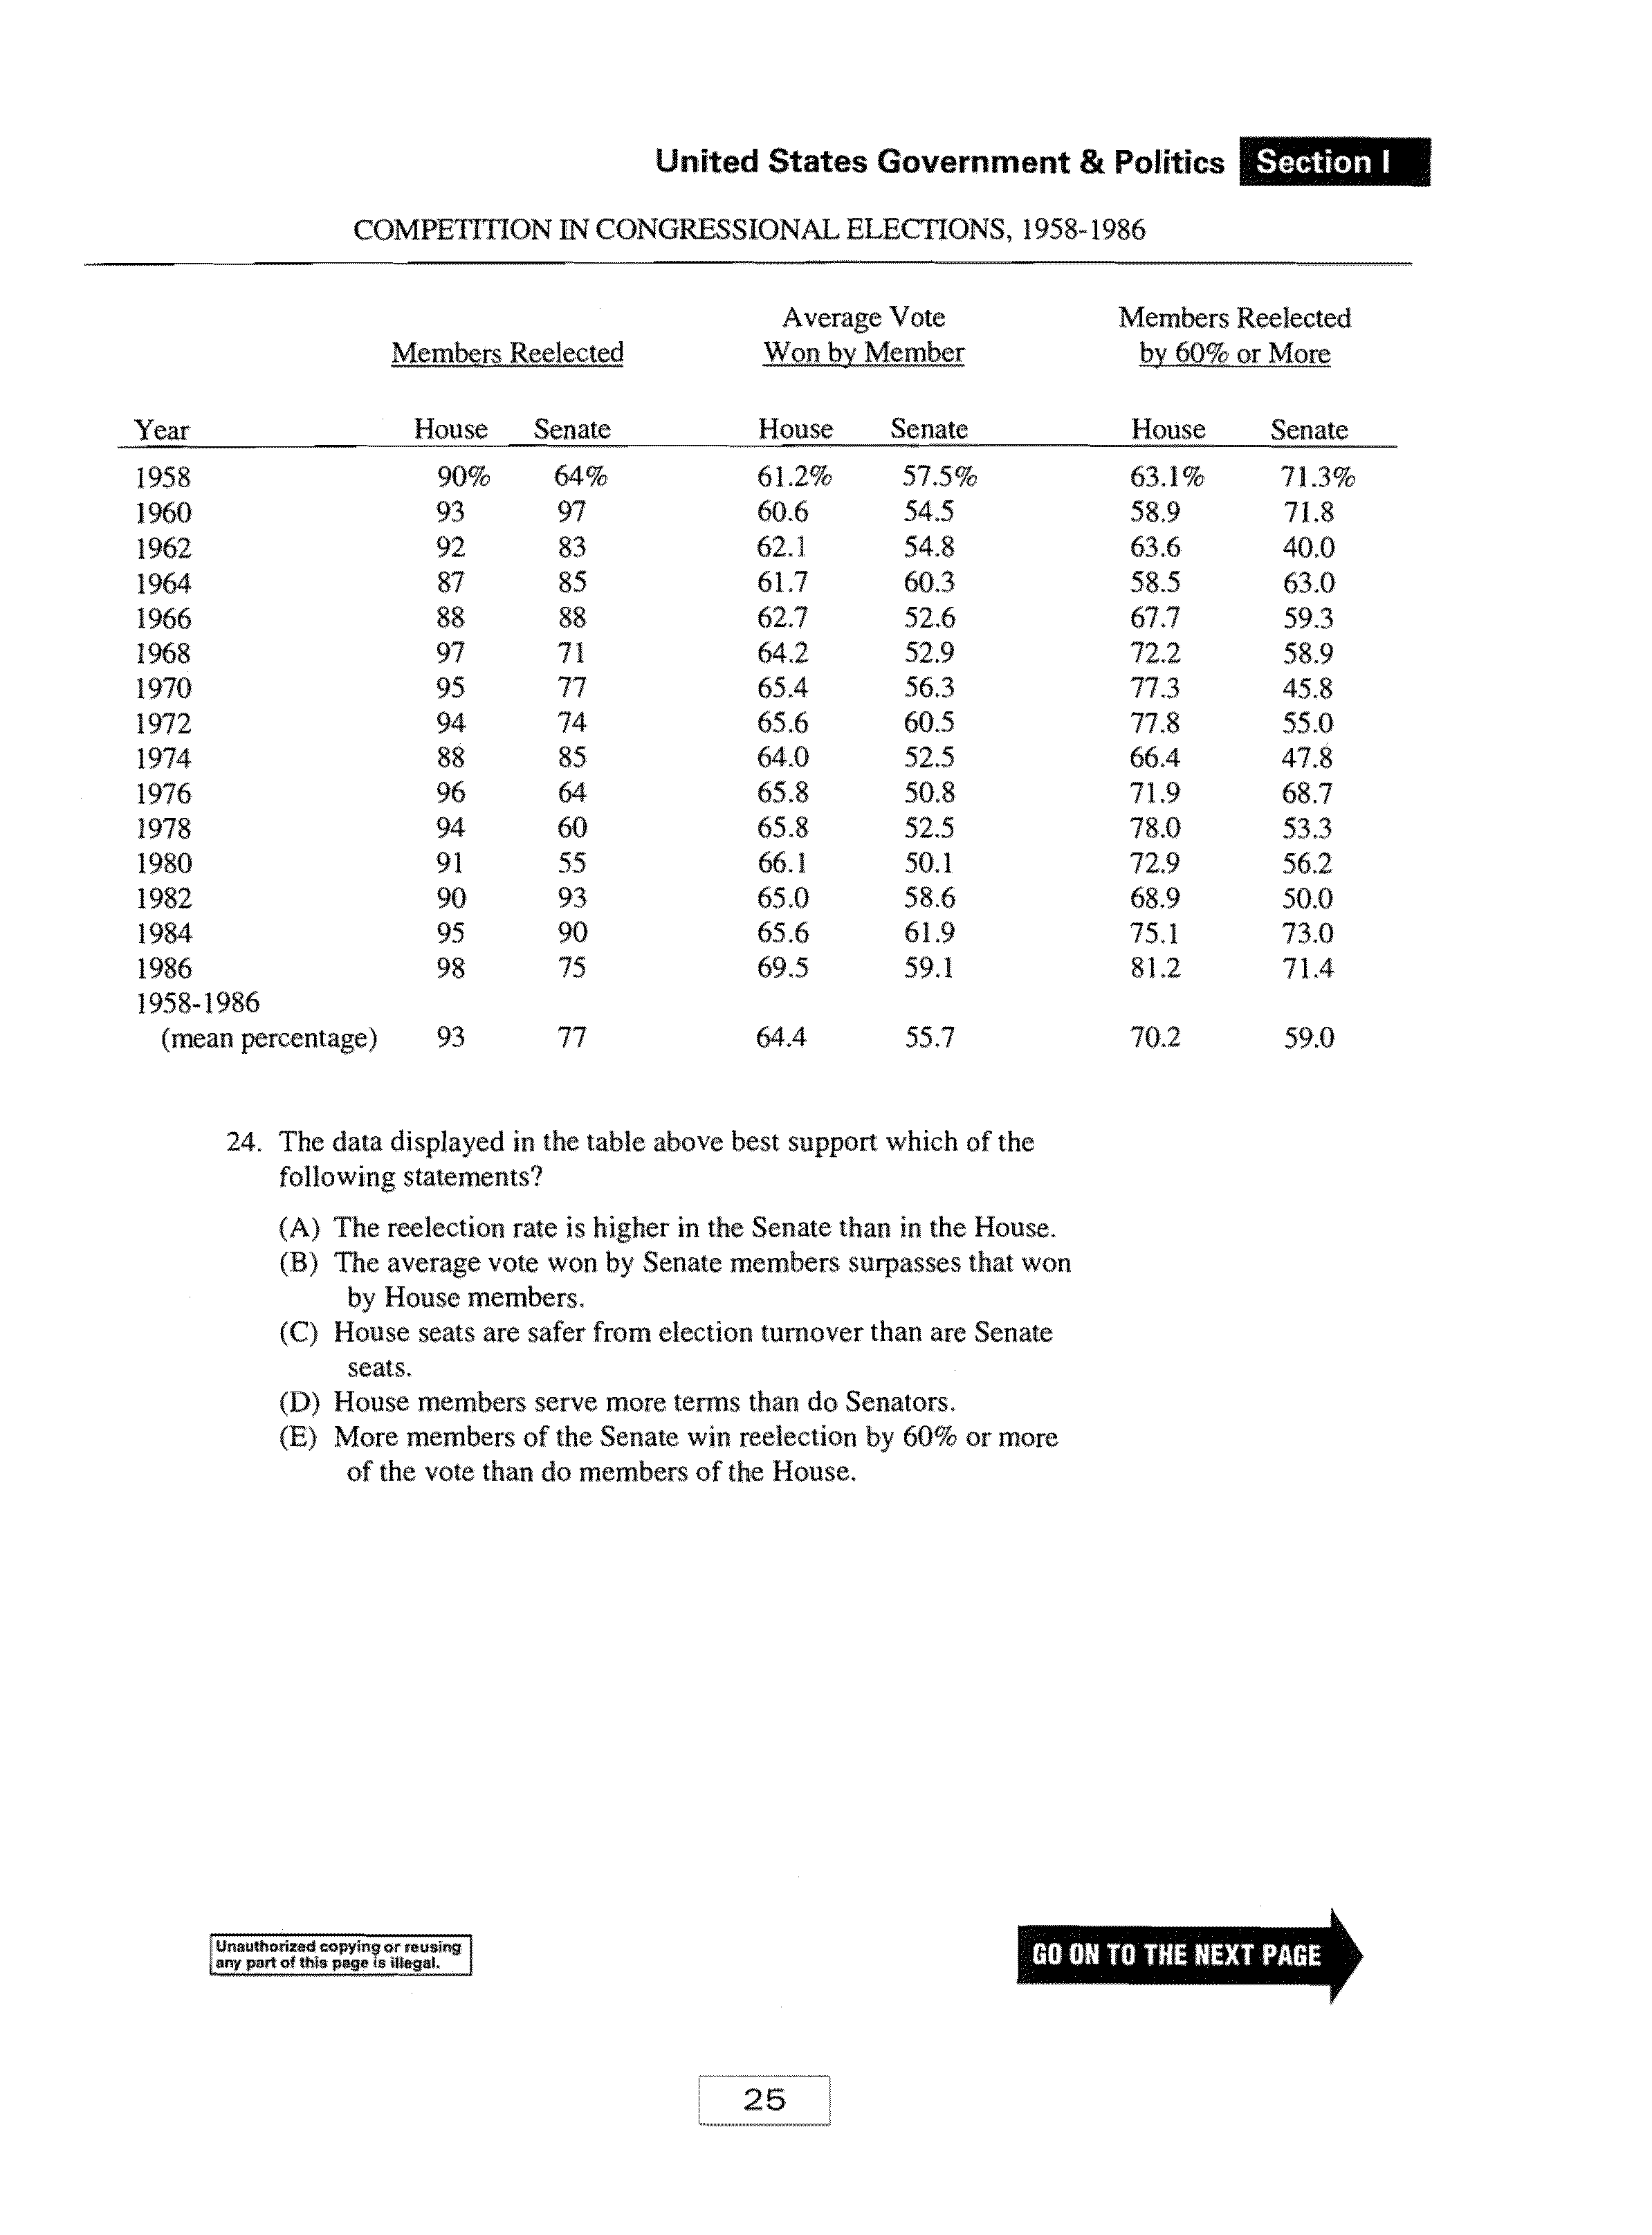 United States Government & Politics Section I
COMPETITION IN CONGRESSIONAL ELECTIONS, 1958-1986
Average Vote Members Reelected
Members Reelected Won by Member by 60% or More
Year House Senate House Senate House Senate
1958 90% 64% 61.2% 57.5% 63.1% 71.3%
1960 93 97 60.6 54.5 58.9 71.8
1962 92 83 62.1 54.8 63.6 40.0
1964 87 85 61.7 60.3 58.5 63.0
1966 88 88 62.7 52.6 67.7 59.3
1968 97 71 64.2 52.9 72.2 58.9
1970 95 77 65.4 56.3 77.3 45.8
1972 94 74 65.6 60.5 77.8 55.0
1974 88 85 64.0 52.5 66.4 47.8
1976 96 64 65.8 50.8 71.9 68.7
1978 94 60 65.8 52.5 78.0 53.3
1980 91 55 66.1 50.1 72.9 56.2
1982 90 93 65.0 58.6 68.9 50.0
1984 95 90 65.6 61.9 75.1 73.0
1986 98 75 69.5 59.1 81.2 71.4
1958-1986
(mean percentage) 93 77 64.4 55.7 70.2 59.0
24. The data displayed in the table above best support which of the
following statements?
(A) The reelection rate is higher in the Senate than in the House.
(B) The average vote won by Senate members surpasses that won
by House members.
(C) House seats are safer from election turnover than are Senate
seats.
(D) House members serve more terms than do Senators.
(E) More members of the Senate win reelection by 60% or more
of the vote than do members of the House.
Unauthorized copying or reusing
any part of this page is illegal.
GO ON TO THE NEXT PAGE
25